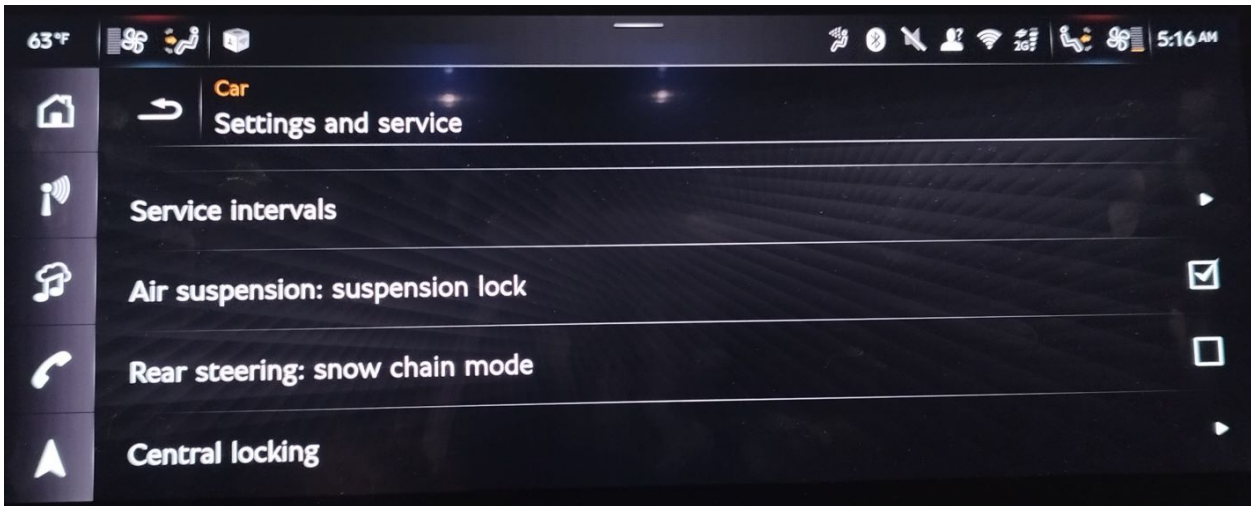 63°F
2G
5:16 AM
Car
Settings and service
Service intervals
Air suspension: suspension lock
Rear steering: snow chain mode
Central locking